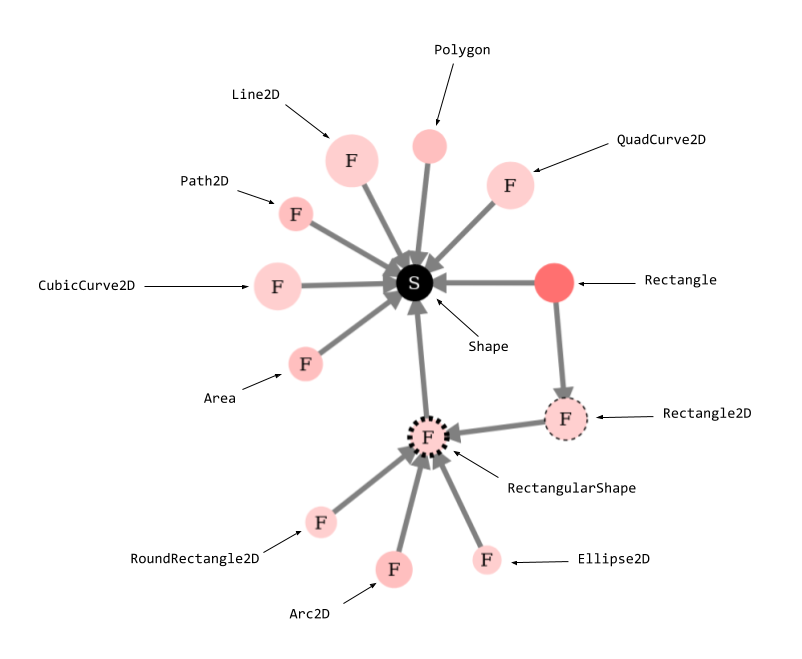 Polygon
Line2D
QuadCurve2D
F
Path2D
F
F
CubicCurve2D
F
S
Rectangle
Shape
F
Area
Rectangle2D
F
F
RectangularShape
F
RoundRectangle2D
F
F
Ellipse2D
Arc2D